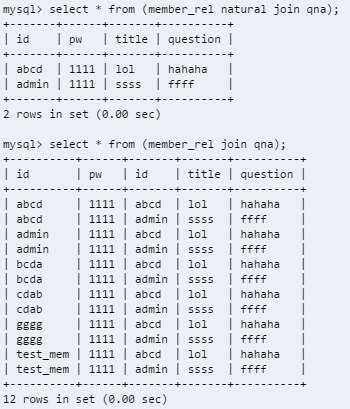 mysql> select * from (member_rel natural join qna);
+-------+------+-------+----------+
| id    | pw   | title | question |
+-------+------+-------+----------+
| abcd  | 1111 | lol   | hahaha   |
| admin | 1111 | ssss  | ffff     |
+-------+------+-------+----------+
2 rows in set (0.00 sec)

mysql> select * from (member_rel join qna);
+----------+------+-------+-------+----------+
| id       | pw   | id    | title | question |
+----------+------+-------+-------+----------+
| abcd     | 1111 | abcd  | lol   | hahaha   |
| abcd     | 1111 | admin | ssss  | ffff     |
| admin    | 1111 | abcd  | lol   | hahaha   |
| admin    | 1111 | admin | ssss  | ffff     |
| bcda     | 1111 | abcd  | lol   | hahaha   |
| bcda     | 1111 | admin | ssss  | ffff     |
| cdab     | 1111 | abcd  | lol   | hahaha   |
| cdab     | 1111 | admin | ssss  | ffff     |
| gggg     | 1111 | abcd  | lol   | hahaha   |
| gggg     | 1111 | admin | ssss  | ffff     |
| test_mem | 1111 | abcd  | lol   | hahaha   |
| test_mem | 1111 | admin | ssss  | ffff     |
+----------+------+-------+-------+----------+
12 rows in set (0.00 sec)